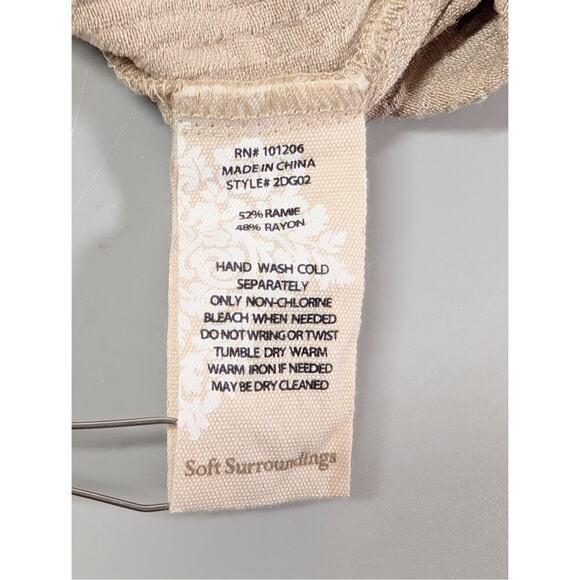 RN# 101206
MADE IN CHINA
STYLE# 2DG02
52% RAMIE
48% RAYON
HAND WASH COLD
SEPARATELY
ONLY NON-CHLORINE
BLEACH WHEN NEEDED
DO NOT WRING OR TWIST
TUMBLE DRY WARM
WARM IRON IF NEEDED
MAY BE DRY CLEANED
Soft Surroundings